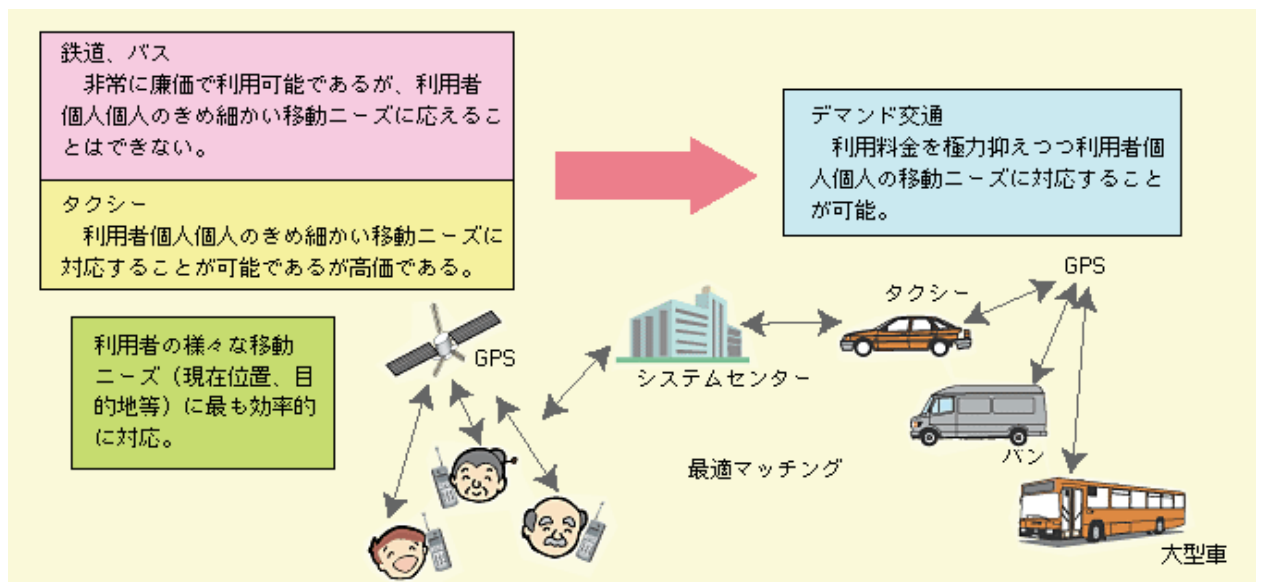 鉄道、バス
非常に廉価で利用可能であるが、利用者
個人個人のきめ細かい移動ニーズに応えるこ
とはできない。
タクシー
利用者個人個人のきめ細かい移動ニーズに
対応することが可能であるが高価である。
デマンド交通
利用料金を極力抑えつつ利用者個
人個人の移動ニーズに対応すること
が可能。
利用者の様々な移動
ニーズ（現在位置、目
的地等）に最も効率的
に対応。
GPS
システムセンター
タクシー
GPS
バン
最適マッチング
大型車